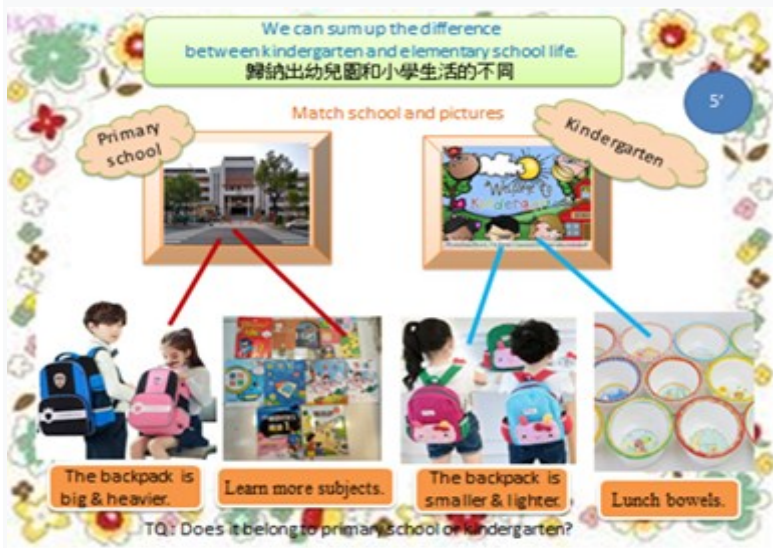 We can sum up the difference
between kindergarten and elementary school life.
歸納出幼兒園和小學生活的不同
5'
Match school and pictures
Primary
school
Kindergarten
Welcome to
The backpack is
big & heavier.
Learn more subjects.
The backpack is
smaller & lighter.
Lunch bowels.
TQ: Does it belong to primary school or kindergarten?